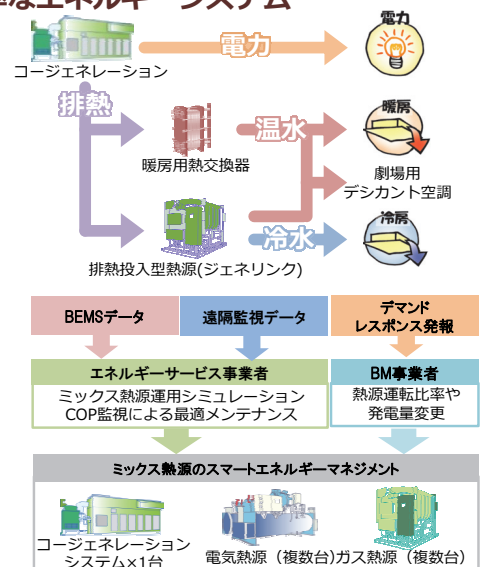 なエネルギーシステム
電力
電力
コージェネレーション
排熱
温水
暖房
暖房用熱交換器
劇場用
デシカント空調
冷水
冷房
排熱投入型熱源(ジェネリンク)
BEMSデータ
遠隔監視データ
デマンド
レスポンス発報
エネルギーサービス事業者
ミックス熱源運用シミュレーション
COP監視による最適メンテナンス
BM事業者
熱源運転比率や
発電量変更
ミックス熱源のスマートエネルギーマネジメント
コージェネレーション
システム×1台
電気熱源（複数台)
ガス熱源（複数台)